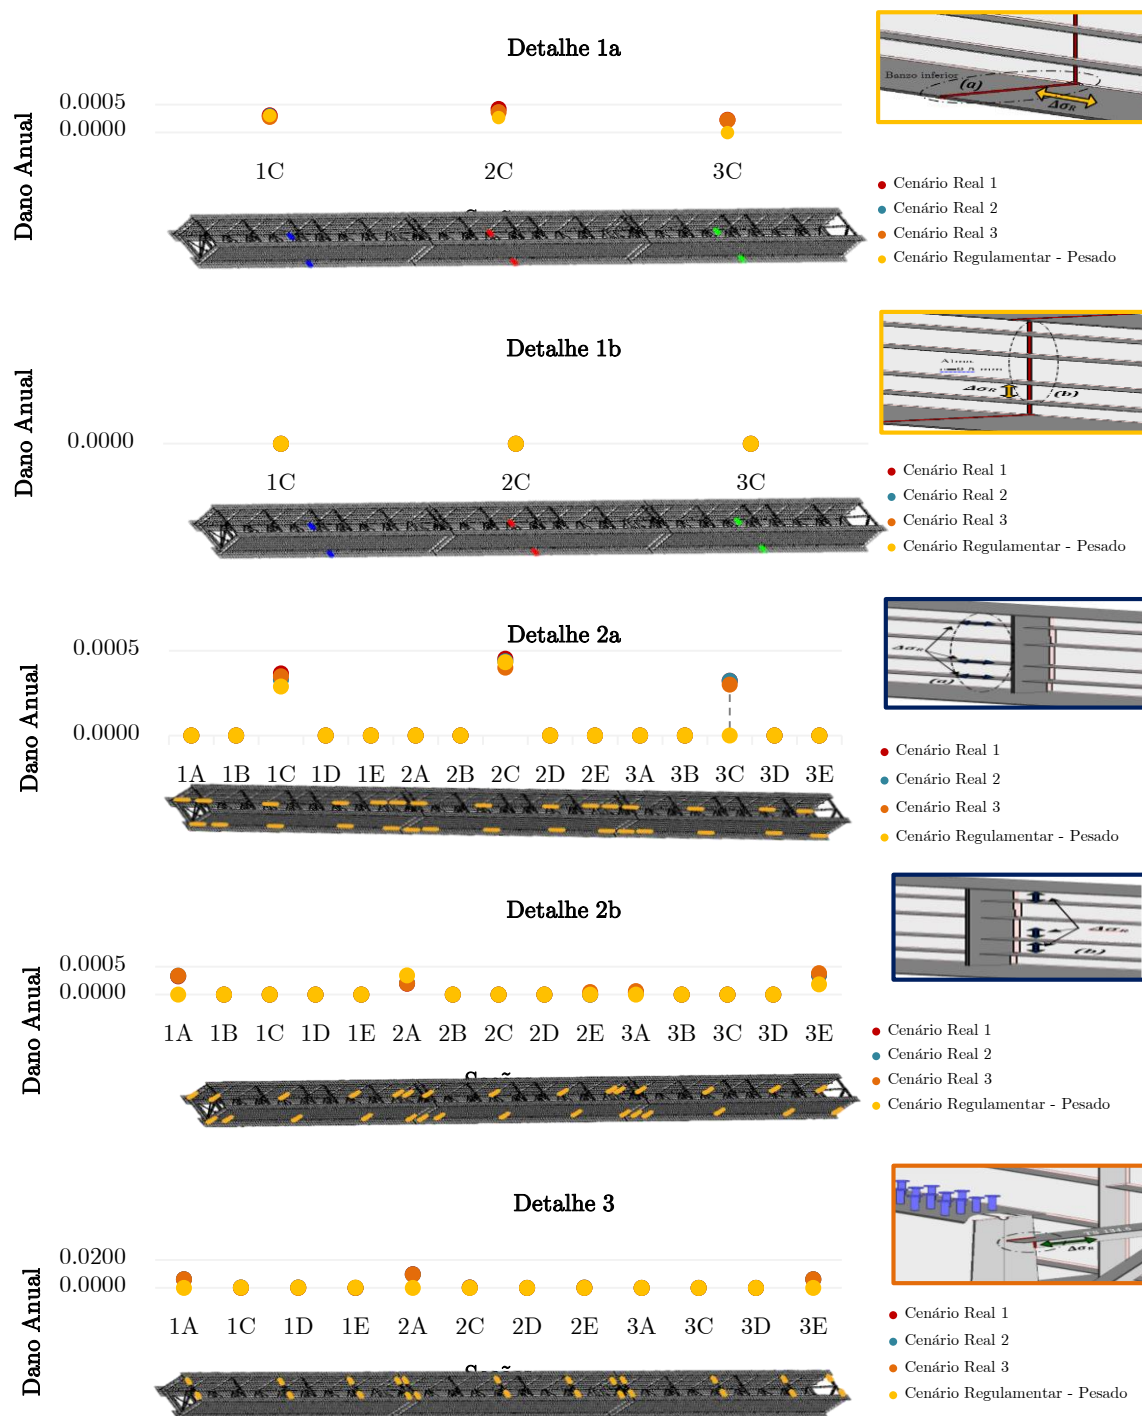 Detalhe 1a
Dano Anual
0.0005
0.0000
1C 2C 3C
Banzo inferior
(a)
Δσ_R
Cenário Real 1
Cenário Real 2
Cenário Real 3
Cenário Regulamentar - Pesado
Detalhe 1b
Dano Anual
0.0000
1C 2C 3C
Δσ_R
(b)
Cenário Real 1
Cenário Real 2
Cenário Real 3
Cenário Regulamentar - Pesado
Detalhe 2a
Dano Anual
0.0005
0.0000
1A 1B 1C 1D 1E 2A 2B 2C 2D 2E 3A 3B 3C 3D 3E
Δσ_R
(a)
Cenário Real 1
Cenário Real 2
Cenário Real 3
Cenário Regulamentar - Pesado
Detalhe 2b
Dano Anual
0.0005
0.0000
1A 1B 1C 1D 1E 2A 2B 2C 2D 2E 3A 3B 3C 3D 3E
Δσ_R
(b)
Cenário Real 1
Cenário Real 2
Cenário Real 3
Cenário Regulamentar - Pesado
Detalhe 3
Dano Anual
0.0200
0.0000
1A 1C 1D 1E 2A 2C 2D 2E 3A 3C 3D 3E
Δσ_R
Cenário Real 1
Cenário Real 2
Cenário Real 3
Cenário Regulamentar - Pesado